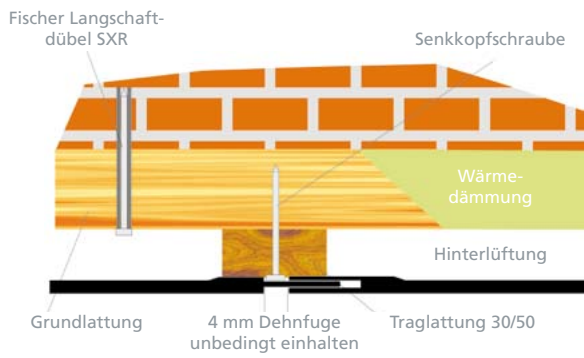 Fischer Langschaft-
dübel SXR
Senkkopfschraube
Wärme-
dämmung
Hinterlüftung
Grundlattung
4 mm Dehnfuge
unbedingt einhalten
Traglattung 30/50